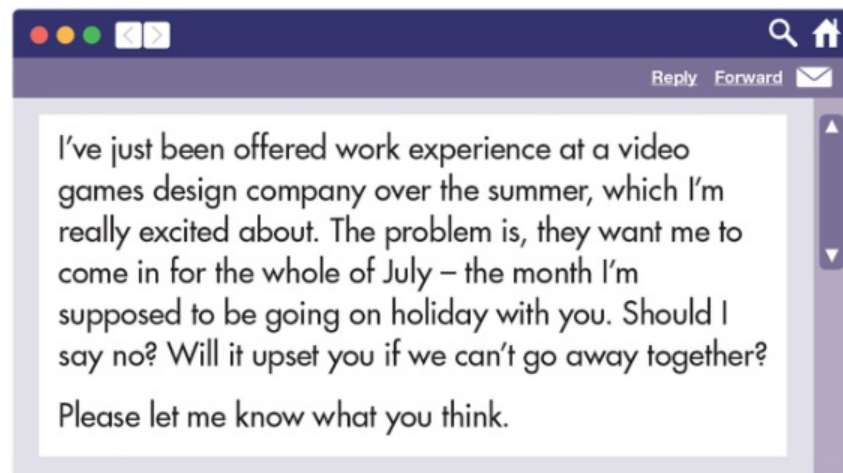 Reply Forward
I've just been offered work experience at a video
games design company over the summer, which I'm
really excited about. The problem is, they want me to
come in for the whole of July – the month I'm
supposed to be going on holiday with you. Should I
say no? Will it upset you if we can't go away together?
Please let me know what you think.